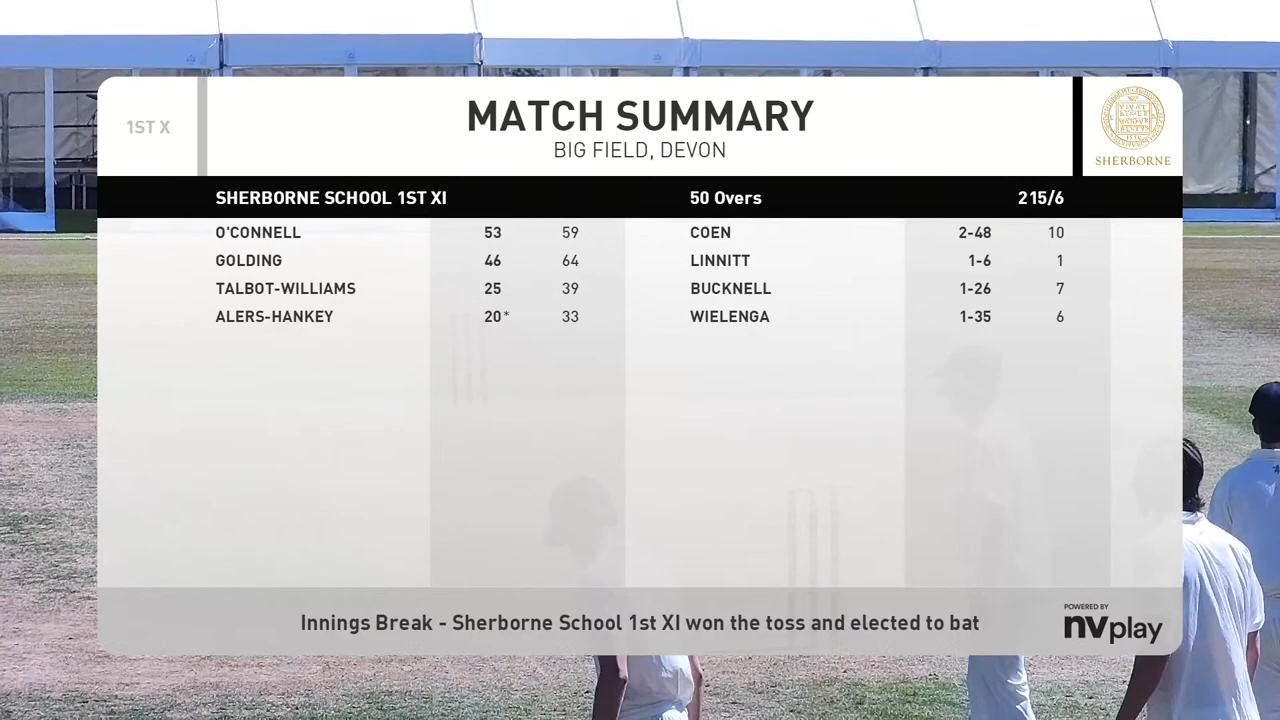 MATCH SUMMARY
1ST X
BIG FIELD, DEVON
SHERBORNE
SHERBORNE SCHOOL 1ST XI 50 Overs 215/6
O'CONNELL 53 59 COEN 2-48 10
GOLDING 46 64 LINNITT 1-6 1
TALBOT-WILLIAMS 25 39 BUCKNELL 1-26 7
ALERS-HANKEY 20* 33 WIELENGA 1-35 6
Innings Break - Sherborne School 1st XI won the toss and elected to bat
POWERED BY
nvplay